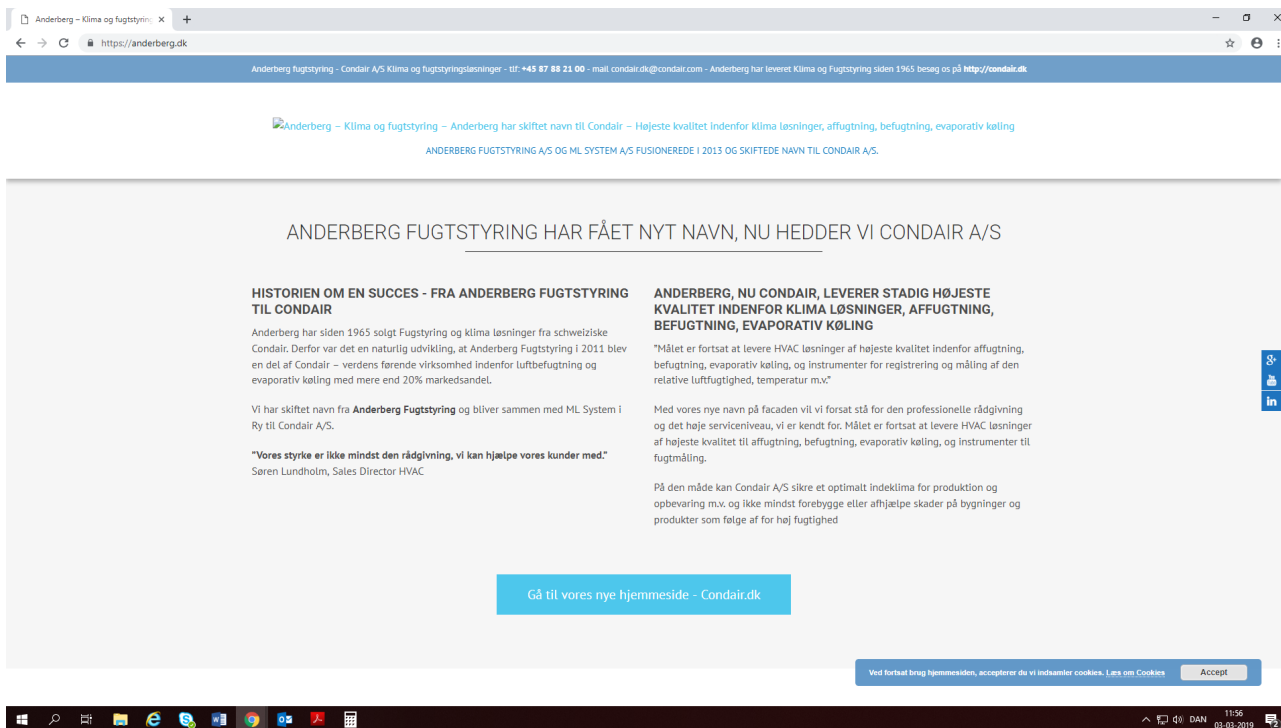 Anderberg – Klima og fugtstyring
https://anderberg.dk
Anderberg fugtstyring - Condair A/S Klima og fugtstyringsløsninger - tlf: +45 87 88 21 00 - mail condair.dk@condair.com - Anderberg har leveret Klima og Fugtstyring siden 1965 besøg os på http://condair.dk
Anderberg – Klima og fugtstyring – Anderberg har skiftet navn til Condair – Højeste kvalitet indenfor klima løsninger, affugtning, befugtning, evaporativ køling
ANDERBERG FUGTSTYRING A/S OG ML SYSTEM A/S FUSIONEREDE I 2013 OG SKIFTEDE NAVN TIL CONDAIR A/S.
ANDERBERG FUGTSTYRING HAR FÅET NYT NAVN, NU HEDDER VI CONDAIR A/S
HISTORIEN OM EN SUCCES - FRA ANDERBERG FUGTSTYRING
TIL CONDAIR
Anderberg har siden 1965 solgt Fugstyring og klima løsninger fra schweiziske
Condair. Derfor var det en naturlig udvikling, at Anderberg Fugtstyring i 2011 blev
en del af Condair – verdens førende virksomhed indenfor luftbefugtning og
evaporativ køling med mere end 20% markedsandel.
Vi har skiftet navn fra Anderberg Fugtstyring og bliver sammen med ML System i
Ry til Condair A/S.
"Vores styrke er ikke mindst den rådgivning, vi kan hjælpe vores kunder med."
Søren Lundholm, Sales Director HVAC
ANDERBERG, NU CONDAIR, LEVERER STADIG HØJESTE
KVALITET INDENFOR KLIMA LØSNINGER, AFFUGTNING,
BEFUGTNING, EVAPORATIV KØLING
"Målet er fortsat at levere HVAC løsninger af højeste kvalitet indenfor affugtning,
befugtning, evaporativ køling, og instrumenter for registrering og måling af den
relative luftfugtighed, temperatur m.v."
Med vores nye navn på facaden vil vi forsat stå for den professionelle rådgivning
og det høje serviceniveau, vi er kendt for. Målet er fortsat at levere HVAC løsninger
af højeste kvalitet til affugtning, befugtning, evaporativ køling, og instrumenter til
fugtmåling.
På den måde kan Condair A/S sikre et optimalt indeklima for produktion og
opbevaring m.v. og ikke mindst forebygge eller afhjælpe skader på bygninger og
produkter som følge af for høj fugtighed
Gå til vores nye hjemmeside - Condair.dk
Ved fortsat brug hjemmesiden, accepterer du vi indsamler cookies. Læs om Cookies
Accept
DAN
11:56
03-03-2019